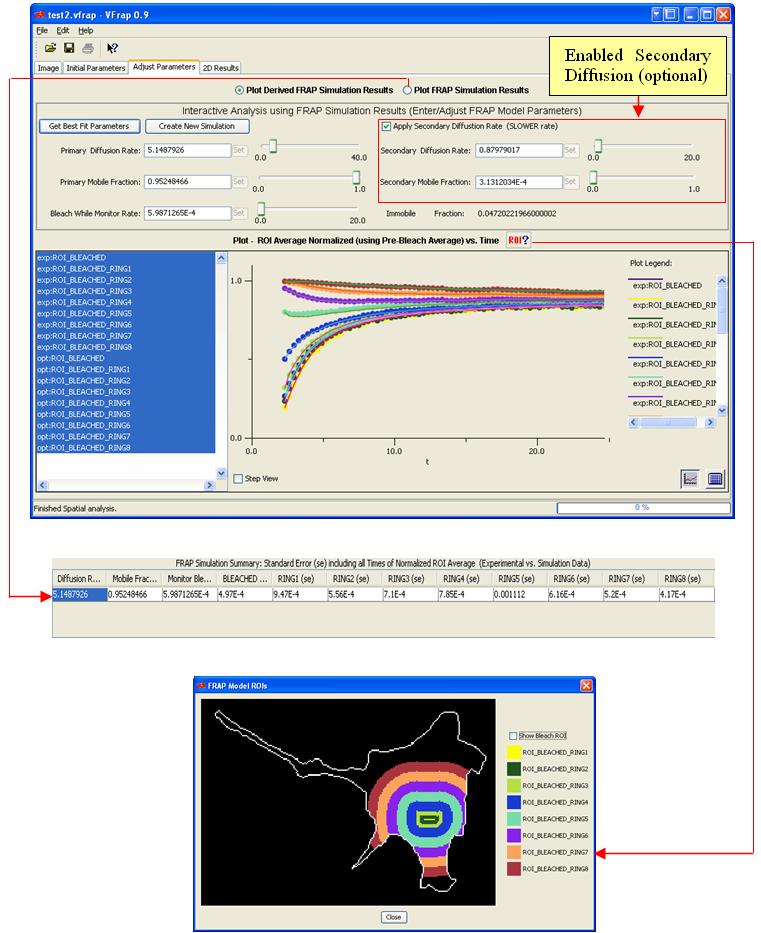 test2.vfrap - VFrap 0.9
File Edit Help
Enabled Secondary
Diffusion (optional)
Image Initial Parameters Adjust Parameters 2D Results
Plot Derived FRAP Simulation Results Plot FRAP Simulation Results
Interactive Analysis using FRAP Simulation Results (Enter/Adjust FRAP Model Parameters)
Get Best Fit Parameters Create New Simulation Apply Secondary Diffustion Rate (SLOWER rate)
Primary Diffusion Rate: 5.1487926 Set 0.0 40.0 Secondary Diffusion Rate: 0.87979017 Set 0.0 20.0
Primary Mobile Fraction: 0.95248466 Set 0.0 1.0 Secondary Mobile Fraction: 3.1312034E-4 Set 0.0 1.0
Bleach While Monitor Rate: 5.9871265E-4 Set 0.0 20.0 Immobile Fraction: 0.04720221966000002
Plot - ROI Average Normalized (using Pre-Bleach Average) vs. Time ROI?
exp:ROI_BLEACHED
exp:ROI_BLEACHED_RING1
exp:ROI_BLEACHED_RING2
exp:ROI_BLEACHED_RING3
exp:ROI_BLEACHED_RING4
exp:ROI_BLEACHED_RING5
exp:ROI_BLEACHED_RING6
exp:ROI_BLEACHED_RING7
exp:ROI_BLEACHED_RING8
opt:ROI_BLEACHED
opt:ROI_BLEACHED_RING1
opt:ROI_BLEACHED_RING2
opt:ROI_BLEACHED_RING3
opt:ROI_BLEACHED_RING4
opt:ROI_BLEACHED_RING5
opt:ROI_BLEACHED_RING6
opt:ROI_BLEACHED_RING7
opt:ROI_BLEACHED_RING8
1.0
0.0
0.0 10.0 20.0
t
Step View
Plot Legend:
exp:ROI_BLEACHED
exp:ROI_BLEACHED_RIN
exp:ROI_BLEACHED_RIN
exp:ROI_BLEACHED_RIN
exp:ROI_BLEACHED_RIN
exp:ROI_BLEACHED_RIN
exp:ROI_BLEACHED_RIN
Finished Spatial analysis. 0 %
FRAP Simulation Summary: Standard Error (se) including all Times of Normalized ROI Average (Experimental vs. Simulation Data)
Diffusion R... Mobile Frac... Monitor Ble... BLEACHED ... RING1 (se) RING2 (se) RING3 (se) RING4 (se) RING5 (se) RING6 (se) RING7 (se) RING8 (se)
5.1487926 0.95248466 5.9871265E-4 4.97E-4 9.47E-4 5.56E-4 7.1E-4 7.85E-4 0.001112 6.16E-4 5.2E-4 4.17E-4
FRAP Model ROIs
Show Bleach ROI
ROI_BLEACHED_RING1
ROI_BLEACHED_RING2
ROI_BLEACHED_RING3
ROI_BLEACHED_RING4
ROI_BLEACHED_RING5
ROI_BLEACHED_RING6
ROI_BLEACHED_RING7
ROI_BLEACHED_RING8
Close